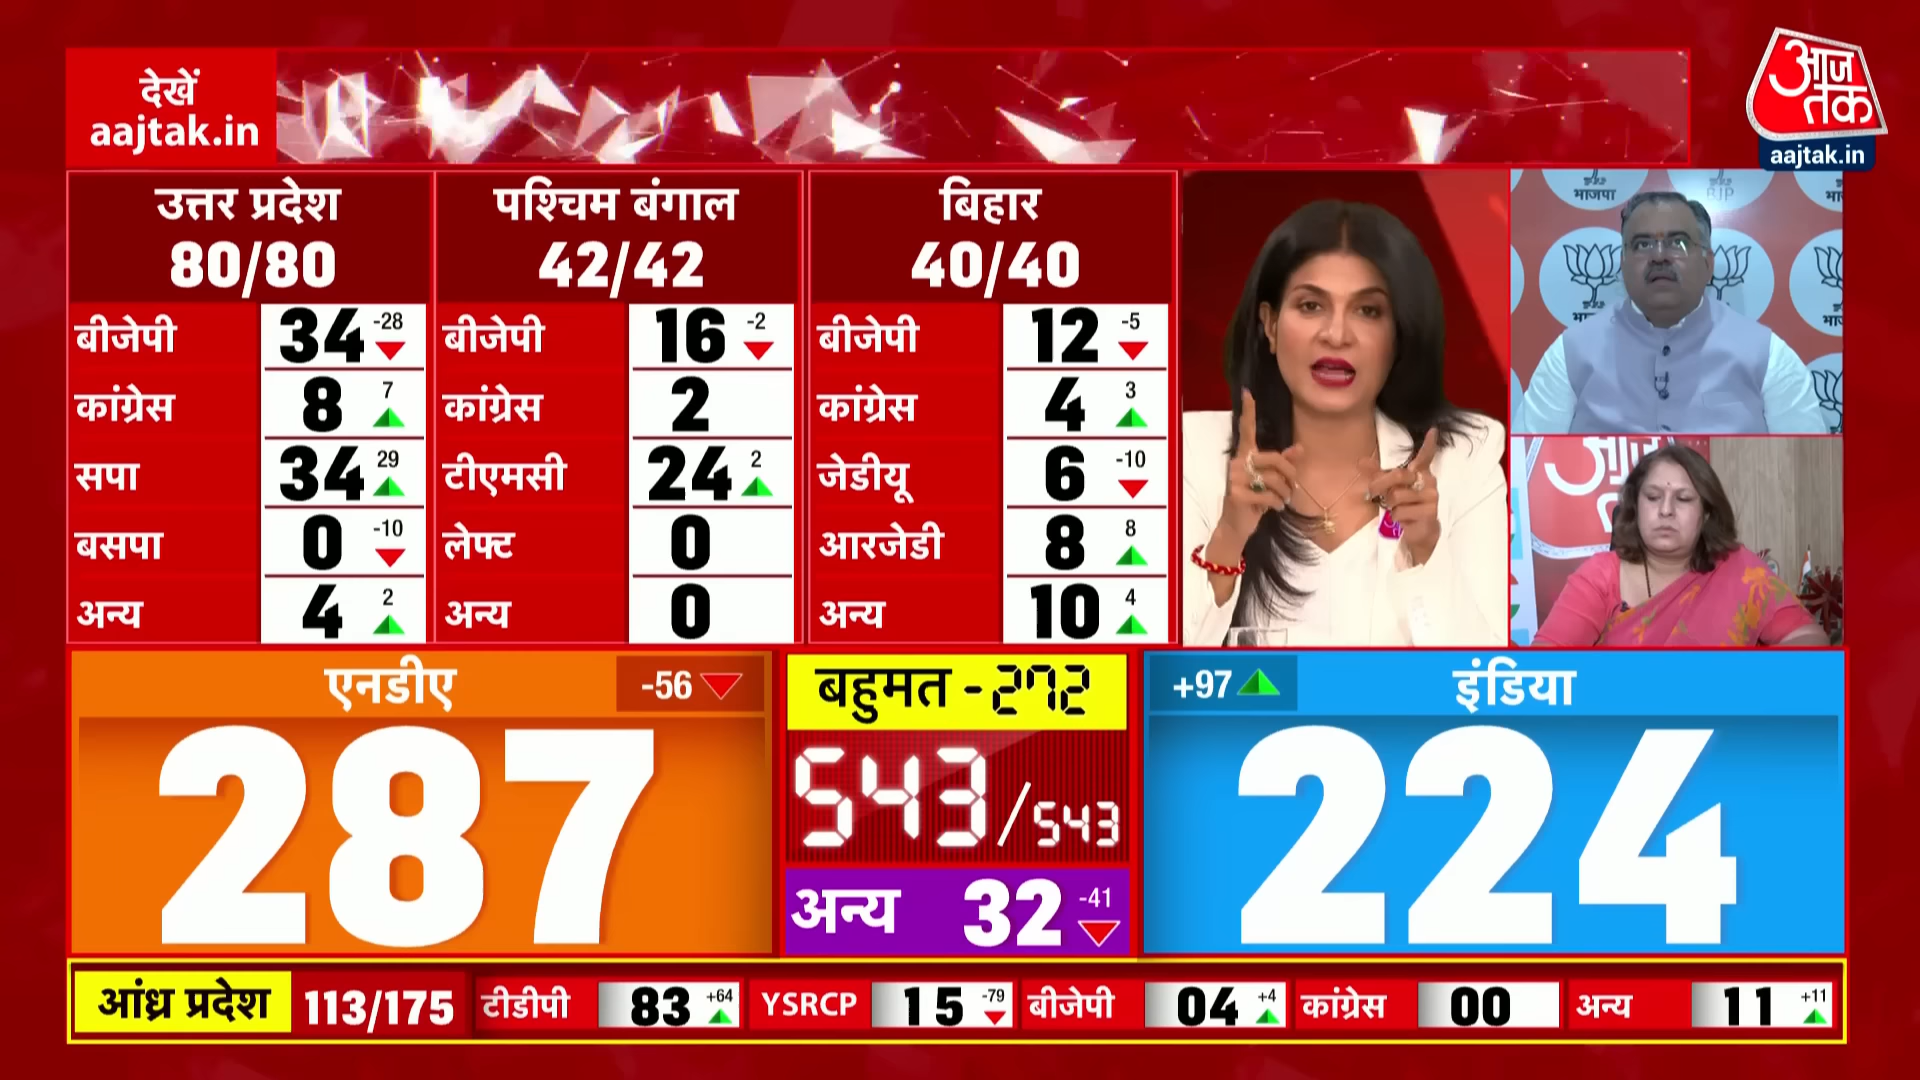 देखें
aajtak.in
आज
तक
aajtak.in
उत्तर प्रदेश
80/80
बीजेपी 34 -28
कांग्रेस 8 7
सपा 34 29
बसपा 0 -10
अन्य 4 2
पश्चिम बंगाल
42/42
बीजेपी 16 -2
कांग्रेस 2
टीएमसी 24 2
लेफ्ट 0
अन्य 0
बिहार
40/40
बीजेपी 12 -5
कांग्रेस 4 3
जेडीयू 6 -10
आरजेडी 8 8
अन्य 10 4
भाजपा
BJP
एनडीए -56
287
बहुमत - 272
543/543
अन्य 32 -41
+97 इंडिया
224
आंध्र प्रदेश 113/175 टीडीपी 83 +64 YSRCP 15 -79 बीजेपी 04 +4 कांग्रेस 00 अन्य 11 +11